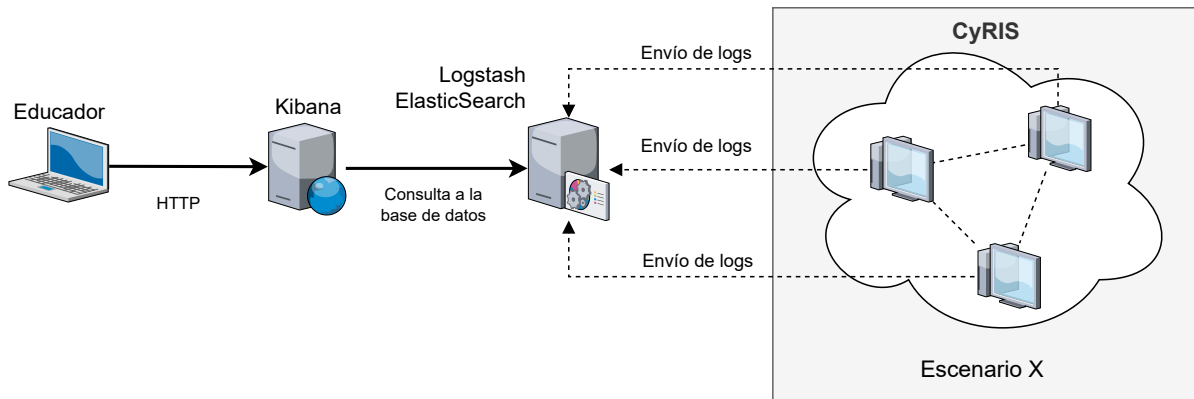 CyRIS
Envío de logs
Logstash
ElasticSearch
Educador
Kibana
Envío de logs
HTTP
Consulta a la
base de datos
Envío de logs
Escenario X